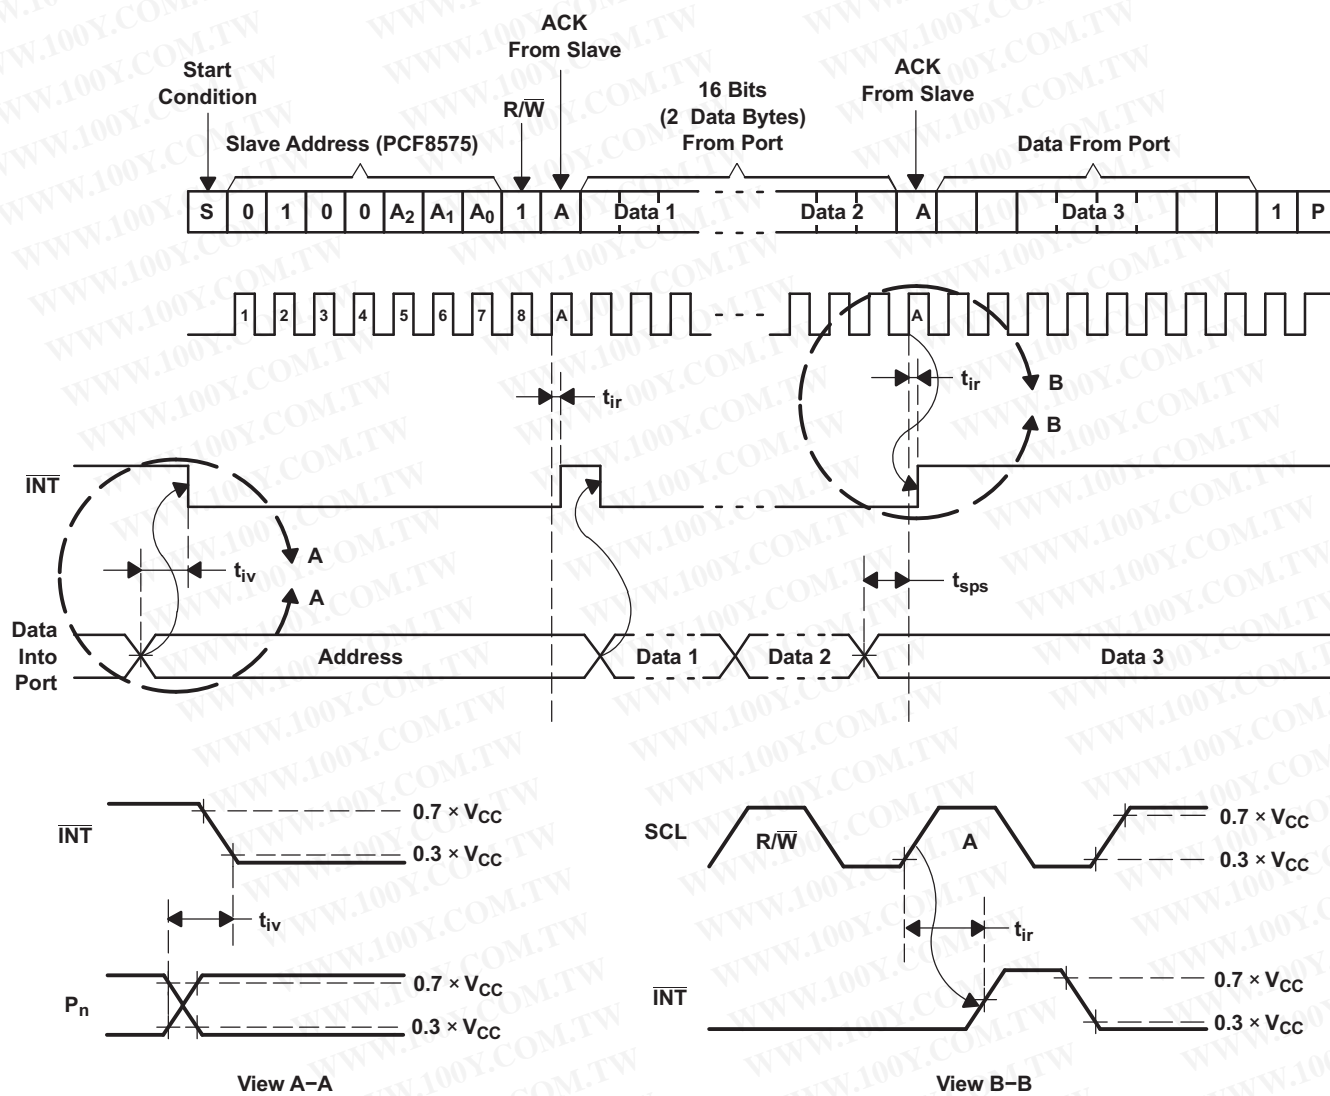 ACK
From Slave
Start
Condition
R/W̅
16 Bits
(2 Data Bytes)
From Port
ACK
From Slave
Slave Address (PCF8575)
Data From Port
S 0 1 0 0 A2 A1 A0 1 A Data 1 Data 2 A Data 3 1 P
1 2 3 4 5 6 7 8 A A
tir
tir
B
B
I̅N̅T̅
A
tiv
A
tsps
Data
Into
Port
Address
Data 1
Data 2
Data 3
I̅N̅T̅
0.7 × VCC
0.3 × VCC
tiv
Pn
0.7 × VCC
0.3 × VCC
View A–A
SCL
R/W̅
A
0.7 × VCC
0.3 × VCC
tir
I̅N̅T̅
0.7 × VCC
0.3 × VCC
View B–B
WWW.100Y.COM.TW